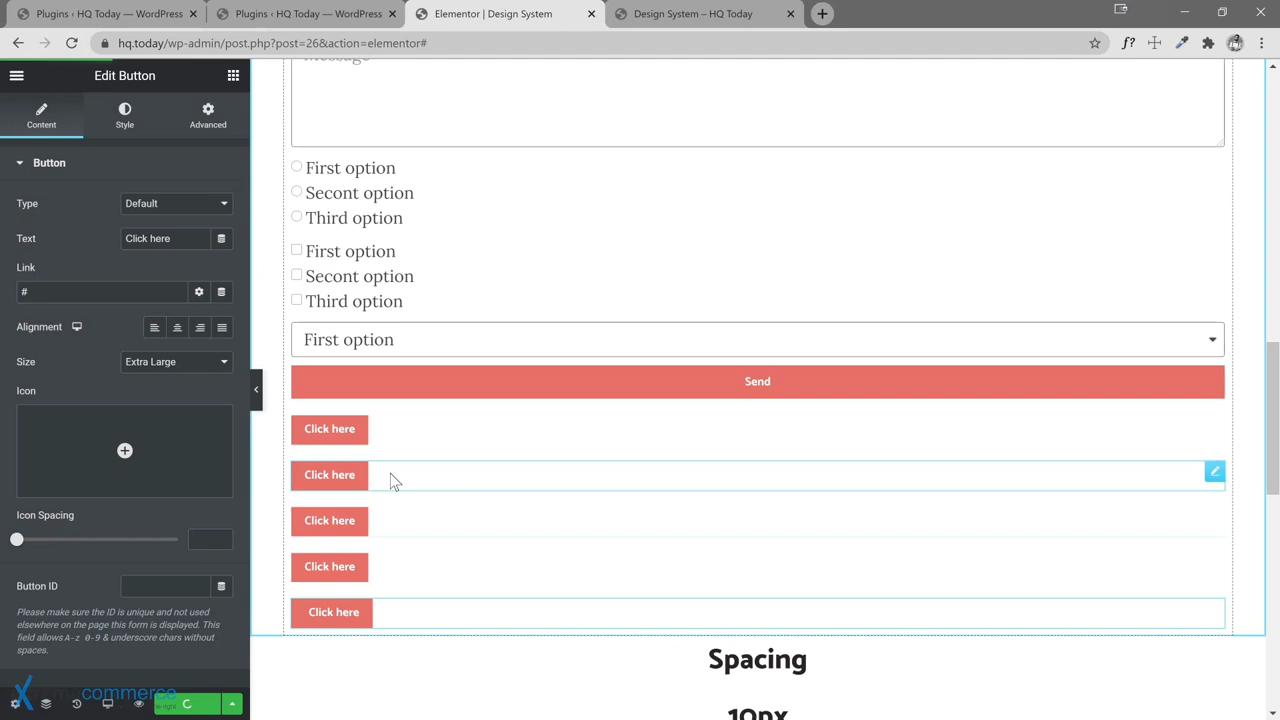 Plugins ‹ HQ Today — WordPress
Plugins ‹ HQ Today — WordPress
Elementor | Design System
Design System – HQ Today
hq.today/wp-admin/post.php?post=26&action=elementor#
Edit Button
Content
Style
Advanced
Button
Type
Default
Text
Click here
Link
#
Alignment
Size
Extra Large
Icon
Icon Spacing
Button ID
Please make sure the ID is unique and not used
elsewhere on the page this form is displayed. This
field allows A-z 0-9 & underscore chars without
spaces.
commerce
Message
First option
Secont option
Third option
First option
Secont option
Third option
First option
Send
Click here
Click here
Click here
Click here
Click here
Spacing
10px